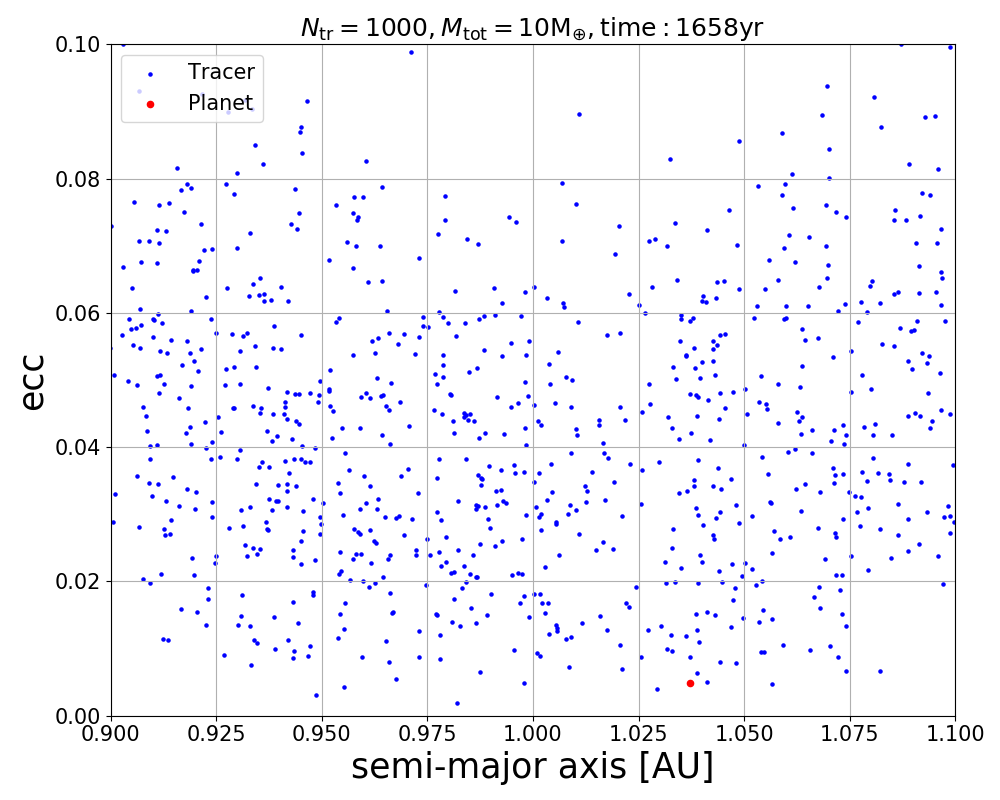 N_tr = 1000, M_tot = 10M_⊕, time : 1658yr
0.10
0.08
0.06
0.04
0.02
0.00
ecc
Tracer
Planet
0.900 0.925 0.950 0.975 1.000 1.025 1.050 1.075 1.100
semi-major axis [AU]